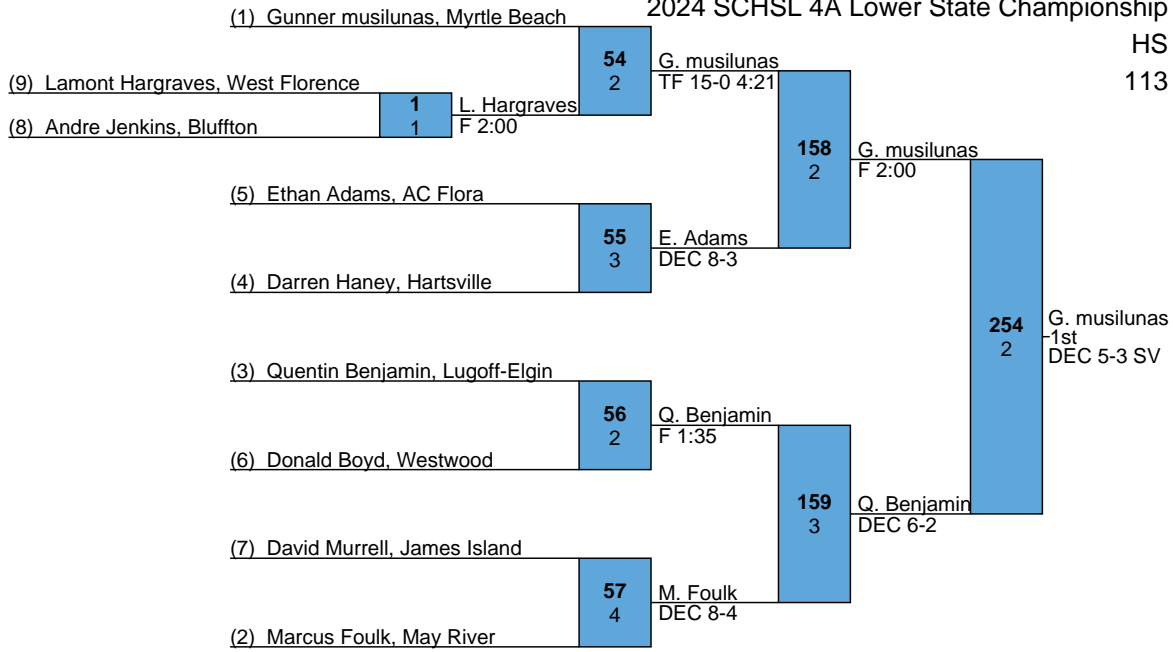 2024 SCHSL 4A Lower State Championship
HS
113
(1) Gunner musilunas, Myrtle Beach
54
2
G. musilunas
TF 15-0 4:21
(9) Lamont Hargraves, West Florence
1
1
L. Hargraves
F 2:00
(8) Andre Jenkins, Bluffton
158
2
G. musilunas
F 2:00
(5) Ethan Adams, AC Flora
55
3
E. Adams
DEC 8-3
(4) Darren Haney, Hartsville
254
2
G. musilunas
1st
DEC 5-3 SV
(3) Quentin Benjamin, Lugoff-Elgin
56
2
Q. Benjamin
F 1:35
(6) Donald Boyd, Westwood
159
3
Q. Benjamin
DEC 6-2
(7) David Murrell, James Island
57
4
M. Foulk
DEC 8-4
(2) Marcus Foulk, May River